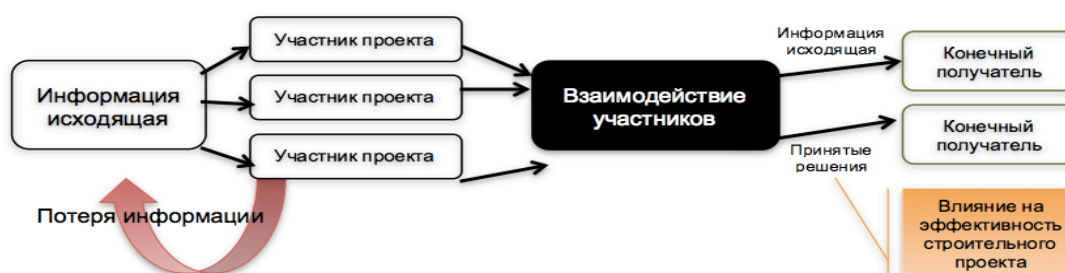 Информация
исходящая
Участник проекта
Участник проекта
Участник проекта
Потеря информации
Взаимодействие
участников
Информация
исходящая
Принятые
решения
Конечный
получатель
Конечный
получатель
Влияние на
эффективность
строительного
проекта